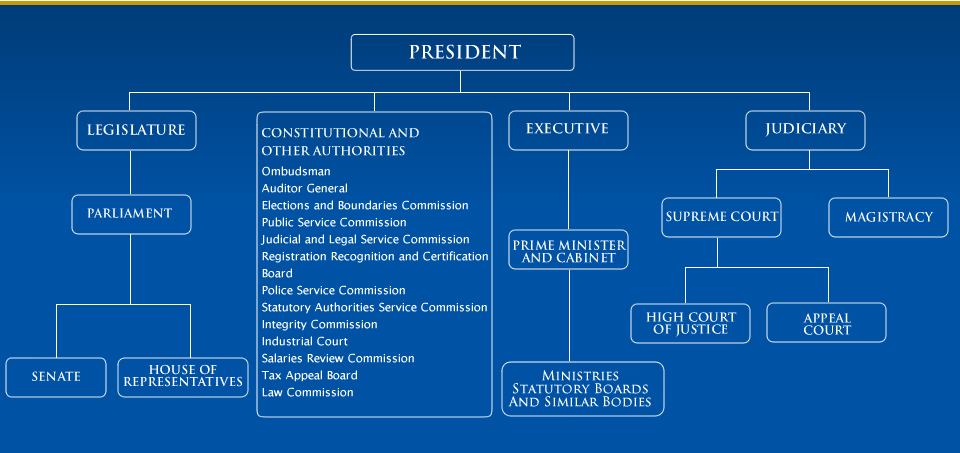 PRESIDENT
LEGISLATURE
PARLIAMENT
SENATE
HOUSE OF
REPRESENTATIVES
CONSTITUTIONAL AND
OTHER AUTHORITIES
Ombudsman
Auditor General
Elections and Boundaries Commission
Public Service Commission
Judicial and Legal Service Commission
Registration Recognition and Certification
Board
Police Service Commission
Statutory Authorities Service Commission
Integrity Commission
Industrial Court
Salaries Review Commission
Tax Appeal Board
Law Commission
EXECUTIVE
PRIME MINISTER
AND CABINET
MINISTRIES
STATUTORY BOARDS
AND SIMILAR BODIES
JUDICIARY
SUPREME COURT
MAGISTRACY
HIGH COURT
OF JUSTICE
APPEAL
COURT